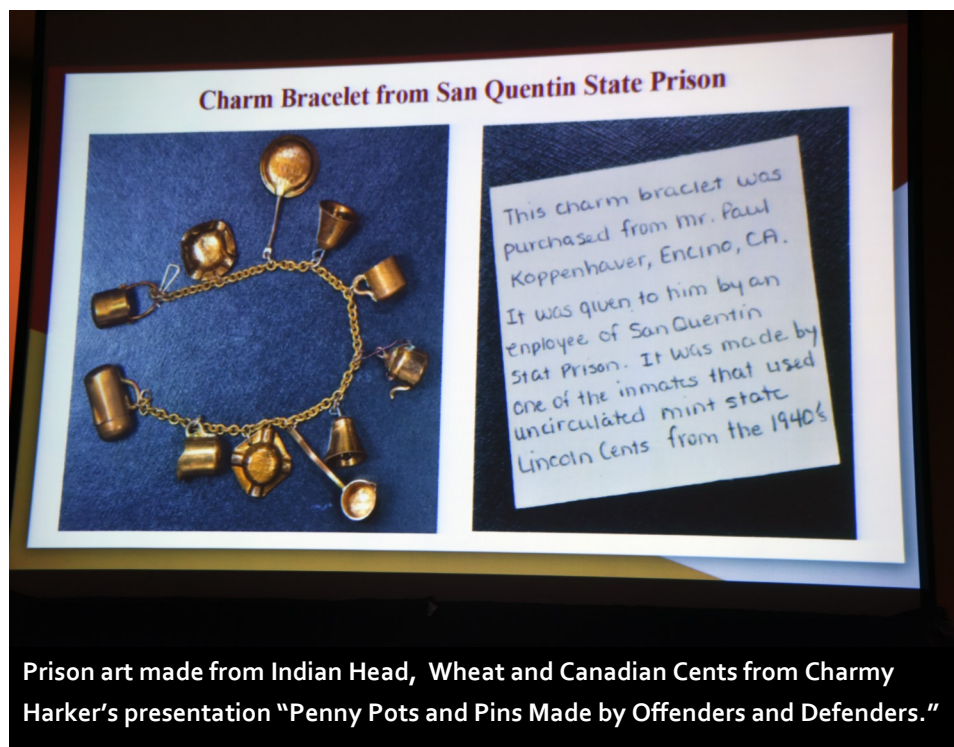 Charm Bracelet from San Quentin State Prison
This charm braclet was
purchased from Mr. Paul
Koppenhaver, Encino, CA.
It was given to him by an
enployee of San Quentin
Stat Prison. It was made by
one of the inmates that used
uncirculated mint state
Lincoln Cents from the 1940's
Prison art made from Indian Head, Wheat and Canadian Cents from Charmy
Harker’s presentation “Penny Pots and Pins Made by Offenders and Defenders.”